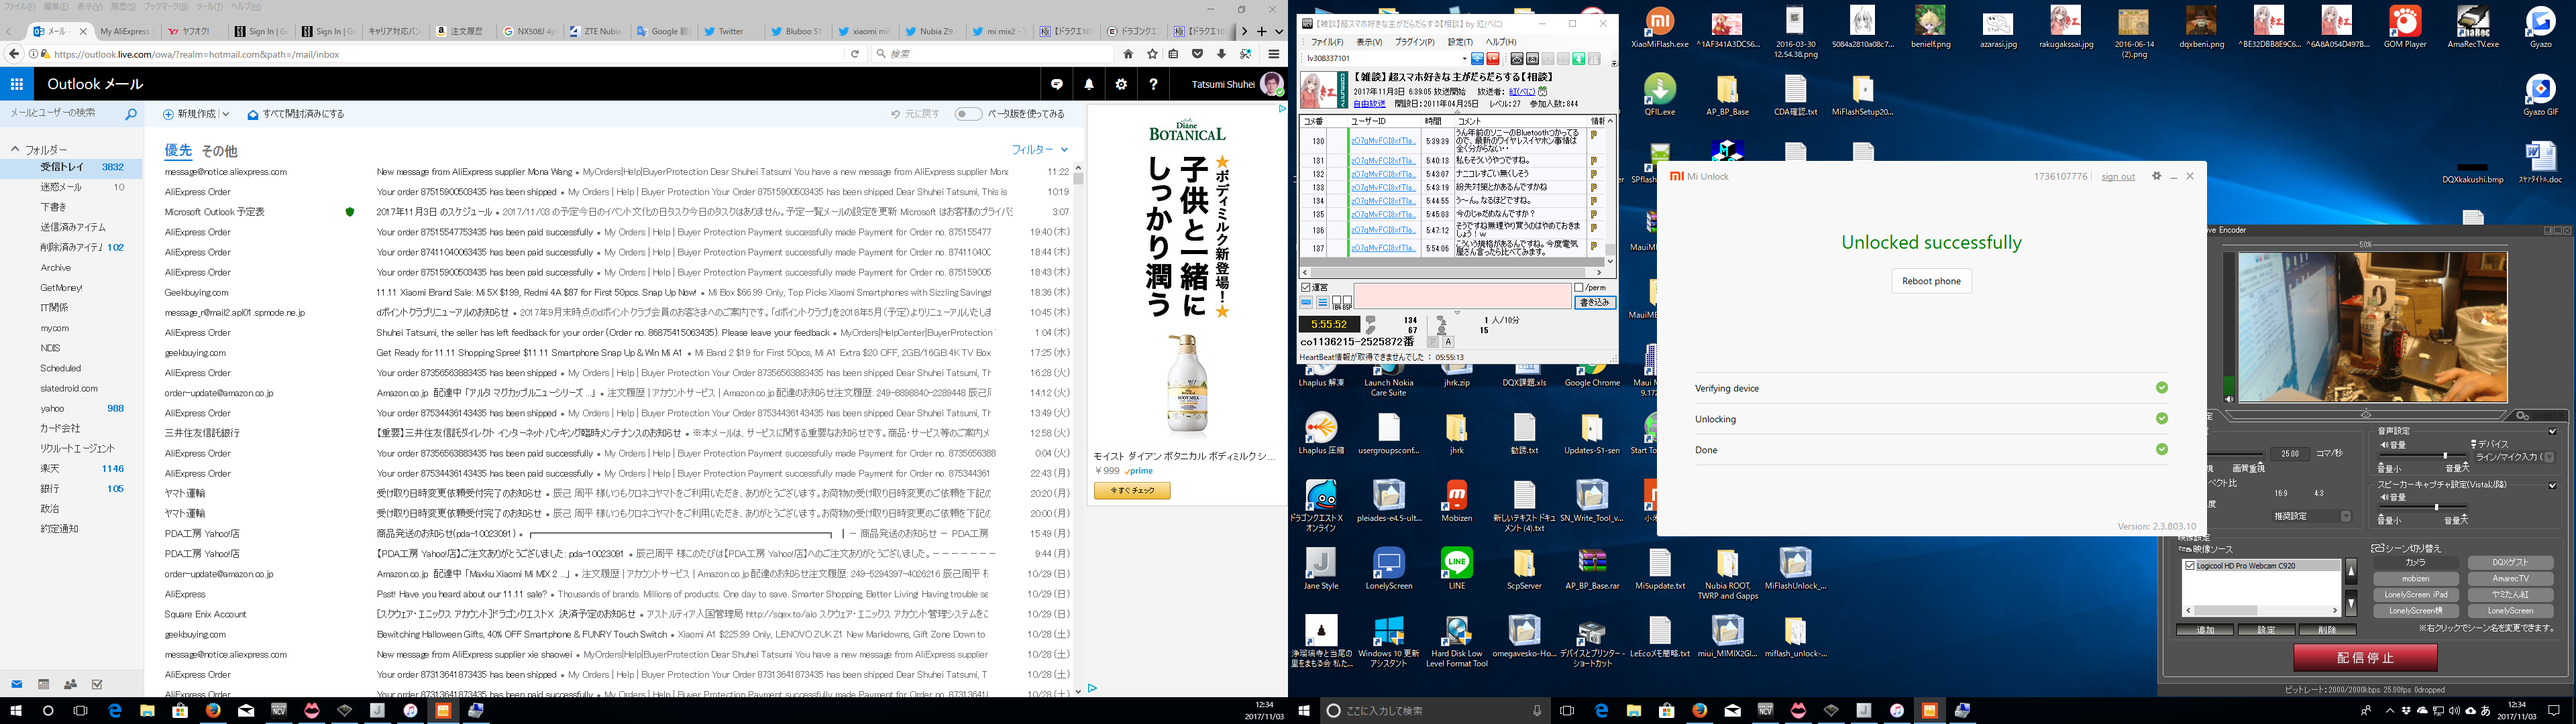 ファイル(F) 編集(E) 表示(V) 履歴(S) ブックマーク(B) ツール(T) ヘルプ(H)
メール - My AliExpress ヤフオク! Sign In | G Sign In | G キャリア対応バン 注文履歴 NX508J 4p ZTE Nubia Google 翻 Twitter Bluboo S1 xiaomi mi6 Nubia Z9 mi mix2 【ドラクエ10 ドラゴンクエスト 【ドラクエ10
https://outlook.live.com/owa/?realm=hotmail.com&path=/mail/inbox 検索
Outlook メール Tatsumi Shuhei
メールとユーザーの検索 新規作成 すべて開封済みにする 元に戻す ベータ版を使ってみる
フォルダー
受信トレイ 3832
迷惑メール 10
下書き
送信済みアイテム
削除済みアイテム 102
Archive
GetMoney!
IT関係
mycom
NDIS
Scheduled
slatedroid.com
yahoo 988
カード会社
リクルートエージェント
楽天 1146
銀行 105
政治
約定通知
優先 その他 フィルター
message@notice.aliexpress.com New message from AliExpress supplier Mona Wang • MyOrders|Help|BuyerProtection Dear Shuhei Tatsumi You have a new message from AliExpress supplier Mona 11:22
AliExpress Order Your order 87515900503435 has been shipped • My Orders | Help | Buyer Protection Your Order 87515900503435 has been shipped Dear Shuhei Tatsumi, This is 10:19
Microsoft Outlook 予定表 2017年11月3日 のスケジュール • 2017/11/03 の予定今日のイベント文化の日タスク今日のタスクはありません。予定一覧メールの設定を更新 Microsoft はお客様のプライバシ 3:07
AliExpress Order Your order 87515547753435 has been paid successfully • My Orders | Help | Buyer Protection Payment successfully made Payment for Order no. 875155477 19:40 (木)
AliExpress Order Your order 87411040063435 has been paid successfully • My Orders | Help | Buyer Protection Payment successfully made Payment for Order no. 874110400 18:44 (木)
AliExpress Order Your order 87515900503435 has been paid successfully • My Orders | Help | Buyer Protection Payment successfully made Payment for Order no. 875159005 18:43 (木)
Geekbuying.com 11.11 Xiaomi Brand Sale: Mi 5X $199, Redmi 4A $87 for First 50pcs. Snap Up Now! • Mi Box $66.99 Only, Top Picks Xiaomi Smartphones with Sizzling Savings! 18:36 (木)
message_r@mail2.apl01.spmode.ne.jp dポイントクラブリニューアルのお知らせ • 2017年9月末時点のdポイントクラブ会員のお客さまへのご案内です。「dポイントクラブ」を2018年5月(予定)よりリニューアルいたしま 10:45 (木)
AliExpress Order Shuhei Tatsumi, the seller has left feedback for your order (Order no. 86875415063435). Please leave your feedback • MyOrders|HelpCenter|BuyerProtection 1:04 (木)
geekbuying.com Get Ready for 11.11 Shopping Spree! $11.11 Smartphone Snap Up & Win Mi A1 • Mi Band 2 $19 for First 50pcs, Mi A1 Extra $20 OFF, 2GB/16GB 4K TV Box 17:25 (水)
AliExpress Order Your order 87356563883435 has been shipped • My Orders | Help | Buyer Protection Your Order 87356563883435 has been shipped Dear Shuhei Tatsumi, Th 16:28 (火)
order-update@amazon.co.jp Amazon.co.jp 配達中「アルタ マグカップルニューシリーズ ...」 • 注文履歴 | アカウントサービス | Amazon.co.jp 配達のお知らせ注文履歴: 249-8898840-2289448 辰己周 14:12 (火)
AliExpress Order Your order 87534436143435 has been shipped • My Orders | Help | Buyer Protection Your Order 87534436143435 has been shipped Dear Shuhei Tatsumi, Th 13:49 (火)
三井住友信託銀行 【重要】三井住友信託ダイレクト インターネットバンキング臨時メンテナンスのお知らせ • ※本メールは、サービスに関する重要なお知らせです。商品・サービス等のご案内メ 12:58 (火)
AliExpress Order Your order 87356563883435 has been paid successfully • My Orders | Help | Buyer Protection Payment successfully made Payment for Order no. 8735656388 0:04 (火)
AliExpress Order Your order 87534436143435 has been paid successfully • My Orders | Help | Buyer Protection Payment successfully made Payment for Order no. 875344361 22:43 (月)
ヤマト運輸 受け取り日時変更依頼受付完了のお知らせ • 辰己 周平 様いつもクロネコヤマトをご利用いただき、ありがとうございます。お荷物の受け取り日時変更のご依頼を下記の 20:20 (月)
ヤマト運輸 受け取り日時変更依頼受付完了のお知らせ • 辰己 周平 様いつもクロネコヤマトをご利用いただき、ありがとうございます。お荷物の受け取り日時変更のご依頼を下記の 20:00 (月)
PDA工房 Yahoo!店 商品発送のお知らせ(pda-10023091) 15:49 (月)
PDA工房 Yahoo!店 【PDA工房 Yahoo!店】ご注文ありがとうございました: pda-10023091 • 辰己周平 様このたびは【PDA工房 Yahoo!店】へのご注文ありがとうございました。 9:44 (月)
order-update@amazon.co.jp Amazon.co.jp 配達中「Maxku Xiaomi Mi MIX 2 ...」 • 注文履歴 | アカウントサービス | Amazon.co.jp 配達のお知らせ注文履歴: 249-5294397-4026216 辰己周平 様 10/29 (日)
AliExpress Psst! Have you heard about our 11.11 sale? • Thousands of brands. Millions of products. One day to save. Smarter Shopping, Better Living! Having trouble se 10/29 (日)
Square Enix Account [スクウェア・エニックス アカウント]ドラゴンクエストX 決済予定のお知らせ • アストルティア入国管理局 http://sqex.to/aio スクウェア・エニックス アカウント管理システムをこ 10/29 (日)
geekbuying.com Bewitching Halloween Gifts, 40% OFF Smartphone & FUNRY Touch Switch • Xiaomi A1 $225.99 Only, LENOVO ZUK Z1 New Markdowns, Gift Zone Down to 10/28 (土)
message@notice.aliexpress.com New message from AliExpress supplier xie shaowei • MyOrders|Help|BuyerProtection Dear Shuhei Tatsumi You have a new message from AliExpress supplier 10/28 (土)
AliExpress Order Your order 87313641873435 has been shipped • My Orders | Help | Buyer Protection Your Order 87313641873435 has been shipped Dear Shuhei Tatsumi, T 10/28 (土)
AliExpress Order Your order 87313641873435 has been paid successfully • My Orders | Help | Buyer Protection Payment successfully made Payment for Order no. 873136418 10/28 (土)
Diane
BOTANICAL
ボディミルク新登場!
子供と一緒に
しっかり潤う
モイスト ダイアン ボタニカル ボディミルク シ...
¥999 prime
今すぐチェック
12:34
2017/11/03
【雑談】超スマホ好きな主がだらだらする【相談】 by 紅(べに)
ファイル(F) 表示(V) プラグイン(P) 設定(T) ヘルプ(H)
lv308337101
【雑談】超スマホ好きな主がだらだらする【相談】
2017年11月3日 6:39:05 放送開始 放送者: 紅(べに)
自由放送 開設日:2011年04月25日 レベル:27 参加人数:844
コメ番 ユーザーID 時間 コメント 情報
130 zO7qMvFCI8xfTla... 5:39:39 うん年前のソニーのBluetoothつかってるので、最新のワイヤレスイヤホン事情は全く分からない・・
131 zO7qMvFCI8xfTla... 5:40:13 私もそういうやつですね。
132 zO7qMvFCI8xfTla... 5:43:07 ナニコレすごい無くしそう
133 zO7qMvFCI8xfTla... 5:43:19 紛失対策とかあるんですかね
134 zO7qMvFCI8xfTla... 5:44:55 う～ん。なるほどですね。
135 zO7qMvFCI8xfTla... 5:45:03 今のじゃだめなんですか?
136 zO7qMvFCI8xfTla... 5:47:12 そうですね無理やり買うのはやめておきましょう!w
137 zO7qMvFCI8xfTla... 5:54:06 こういう規格があるんですね。今度電気屋さん言ったら比べてみます。
運営 /perm
184 BSP 書き込み
5:55:52 134 67 1 人/10分 15
co1136215-2525872番
HeartBeat情報が取得できませんでした : 05:55:13
Mi Unlock 1736107776 sign out
Unlocked successfully
Reboot phone
Verifying device
Unlocking
Done
Version: 2.3.803.10
XiaoMiFlash.exe ^1AF341A3DC56... 2016-03-30 12.54.38.png 5084a2810a08c7... benielf.png azarasi.jpg rakugakssai.jpg 2016-06-14 (2).png dqxbeni.png ^BE32DBB8E9C6... ^6A8A054D497B... GOM Player AmaRecTV.exe Gyazo
QFIL.exe AP_BP_Base CDA確認.txt MiFlashSetup20... Gyazo GIF
DQXkakushi.bmp ｽﾔｧﾀｲﾄﾙ.doc
Lhaplus 解凍 Launch Nokia Care Suite jhrk.zip DQX課題.xls Google Chrome
Lhaplus 圧縮 usergroupsconf... jhrk 勧誘.txt Updates-S1-sen
ドラゴンクエストX オンライン pleiades-e4.5-ult... Mobizen 新しいテキスト ドキュメント (4).txt SN_Write_Tool_v...
Jane Style LonelyScreen LINE ScpServer AP_BP_Base.rar Mi5update.txt Nubia ROOT, TWRP and Gapps MiFlashUnlock_...
浄瑠璃寺と当尾の里をまもる会 私た... Windows 10 更新アシスタント Hard Disk Low Level Format Tool omegavesko-Ho... デバイスとプリンター - ショートカット LeEcoメモ簡略.txt miui_MIMIX2Gl... miflash_unlock-...
ive Encoder
50%
25.00 コマ/秒
画質重視
16:9 4:3
推奨設定
音声設定
音量 デバイス
ライン/マイク入力 (
音量小 音量大
スピーカーキャプチャ設定(Vista以降)
音量
音量小 音量大
映像設定
映像ソース シーン切り替え
Logicool HD Pro Webcam C920
カメラ DQXゲスト
mobizen AmarecTV
LonelyScreen iPad ヤミたん紅
LonelyScreen横 LonelyScreen
追加 設定 削除 ※右クリックでシーン名を変更できます。
配信停止
ビットレート:2000/2000kbps 25.00fps 0dropped
ここに入力して検索
あ
12:34
2017/11/03